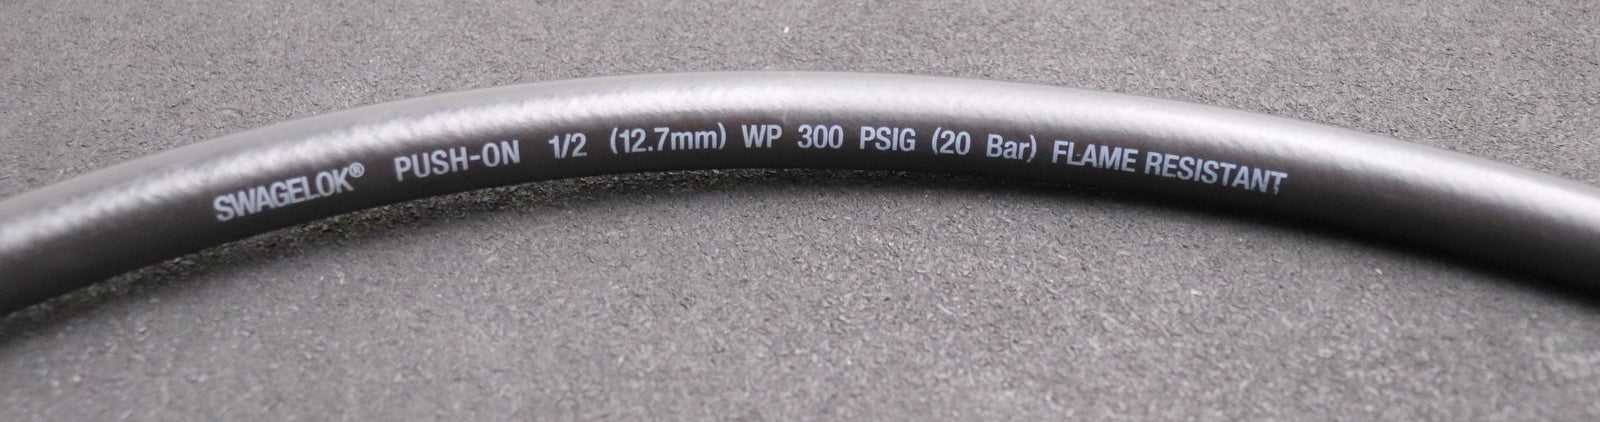 SWAGELOK® PUSH-ON 1/2 (12.7mm) WP 300 PSIG (20 Bar) FLAME RESISTANT